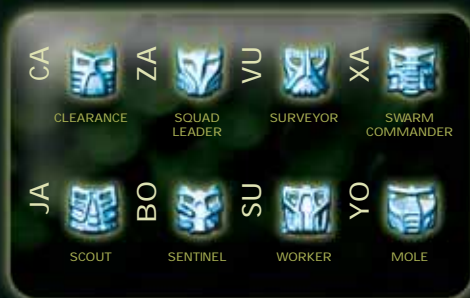 CA
CLEARANCE
ZA
SQUAD
LEADER
VU
SURVEYOR
XA
SWARM
COMMANDER
JA
SCOUT
BO
SENTINEL
SU
WORKER
YO
MOLE